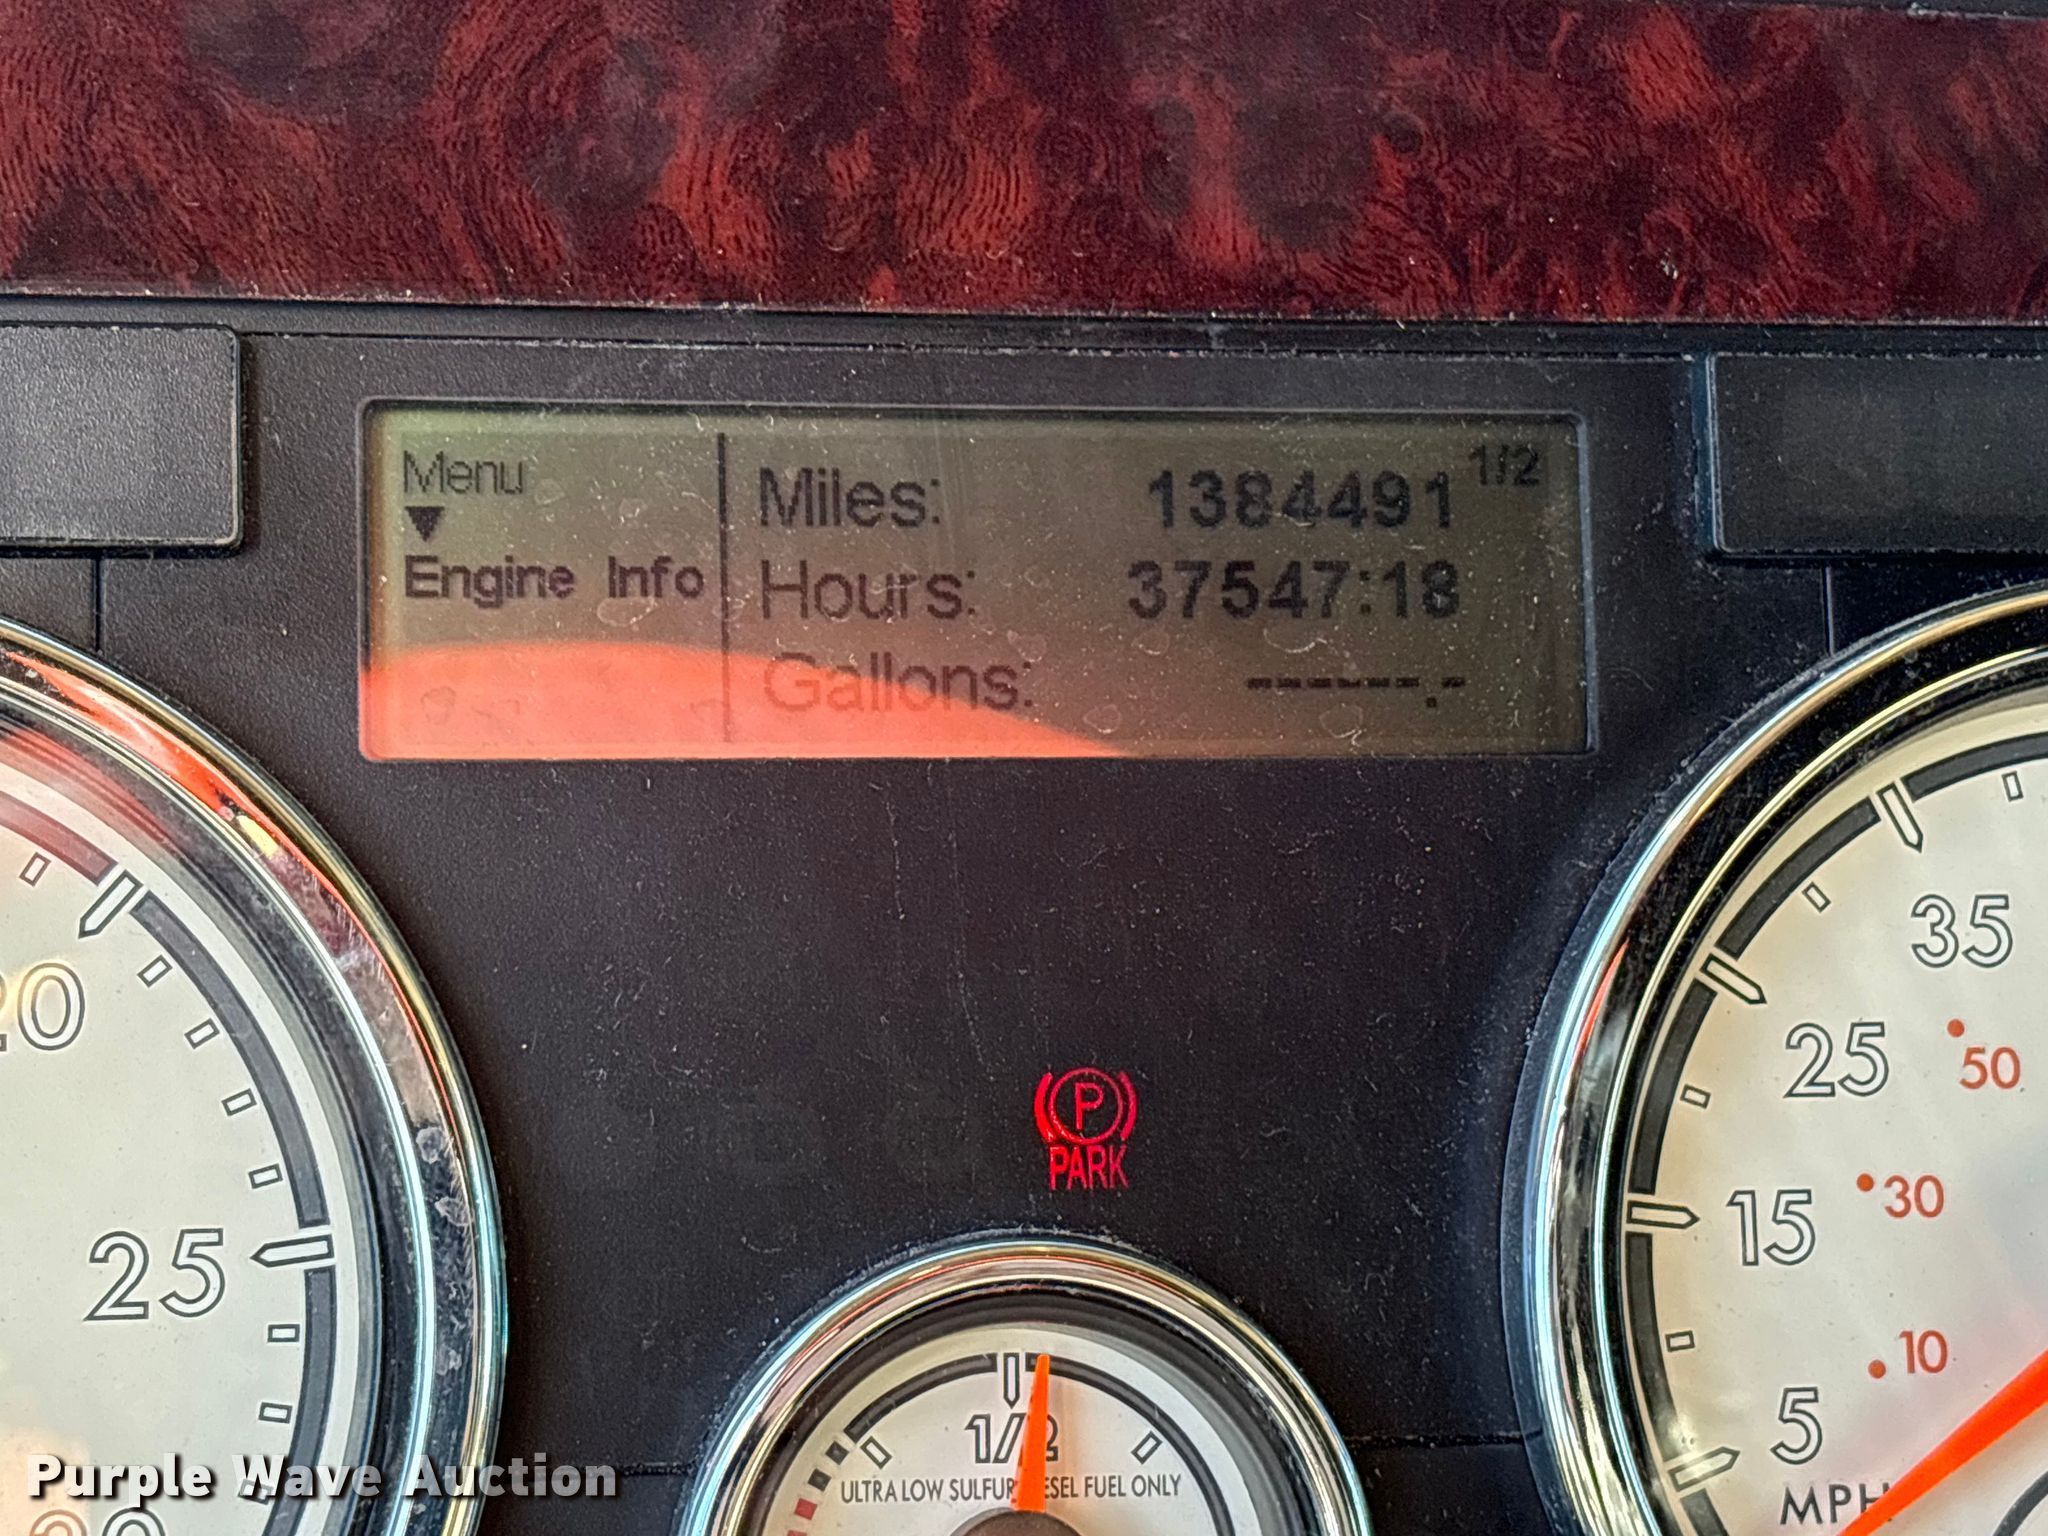 Menu
▼
Engine Info
Miles: 1384491
1/2
Hours: 37547:18
Gallons: ------.-
20
25
PARK
P
1/2
ULTRA LOW SULFUR DIESEL FUEL ONLY
35
25
50
15
30
10
5
MPH
Purple Wave Auction